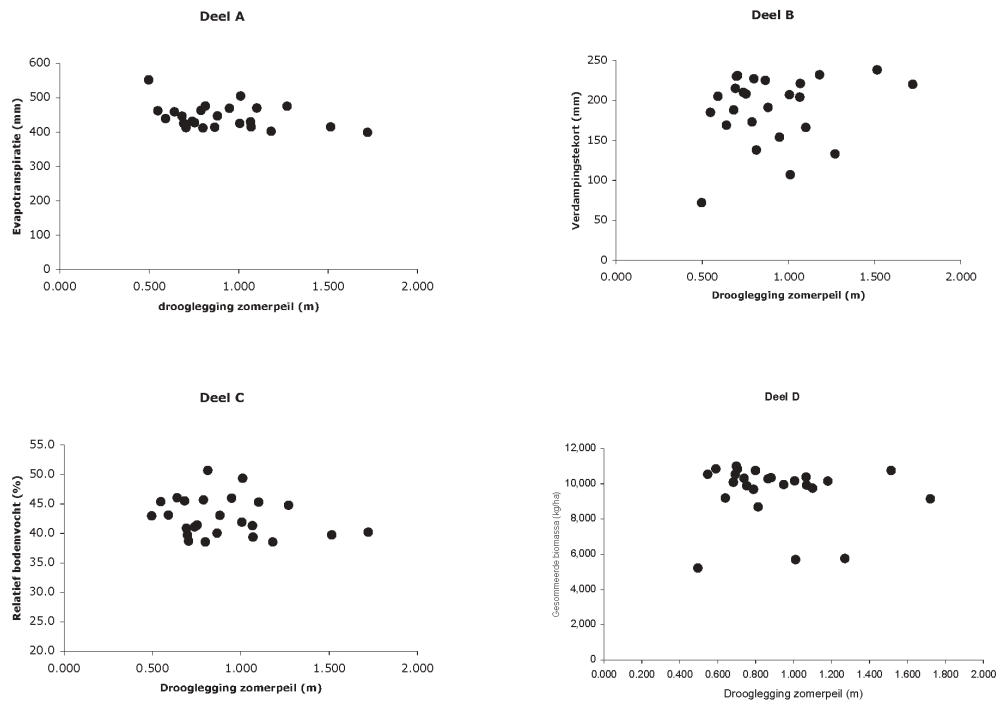 Deel A
600
500
400
300
200
100
0
Evapotranspiratie (mm)
0.000 0.500 1.000 1.500 2.000
drooglegging zomerpeil (m)
Deel B
250
200
150
100
50
0
Verdampingstekort (mm)
0.000 0.500 1.000 1.500 2.000
Drooglegging zomerpeil (m)
Deel C
55.0
50.0
45.0
40.0
35.0
30.0
25.0
20.0
Relatief bodemvocht (%)
0.000 0.500 1.000 1.500 2.000
Drooglegging zomerpeil (m)
Deel D
12,000
10,000
8,000
6,000
4,000
2,000
0
Gesommeerde biomassa (kg/ha)
0.000 0.200 0.400 0.600 0.800 1.000 1.200 1.400 1.600 1.800 2.000
Drooglegging zomerpeil (m)